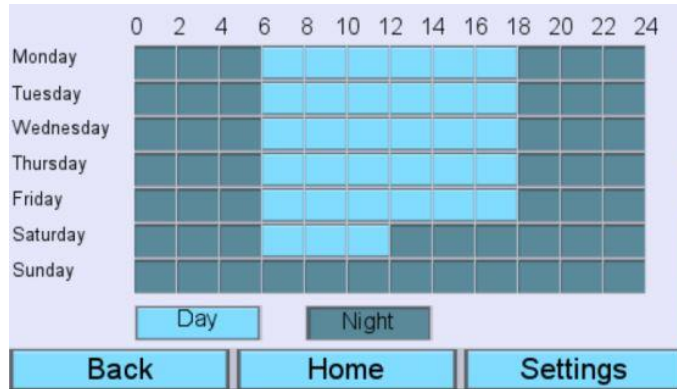 0 2 4 6 8 10 12 14 16 18 20 22 24
Monday
Tuesday
Wednesday
Thursday
Friday
Saturday
Sunday
Day Night
Back Home Settings